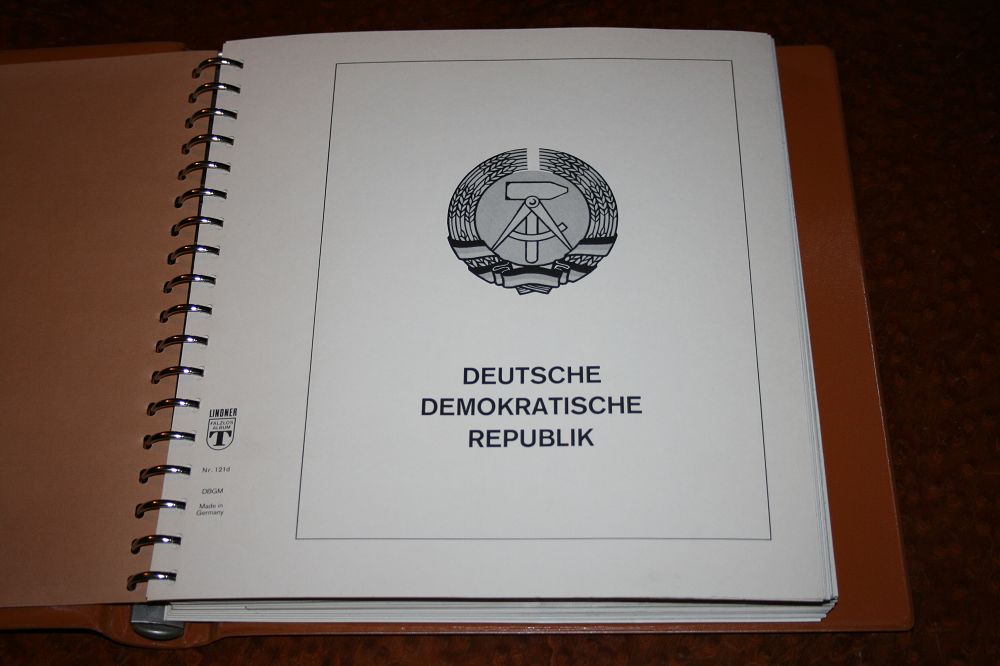 DEUTSCHE
DEMOKRATISCHE
REPUBLIK
LINDNER
FALZLOS
ALBUM
T
Nr. 121d
DBGM
Made in
Germany